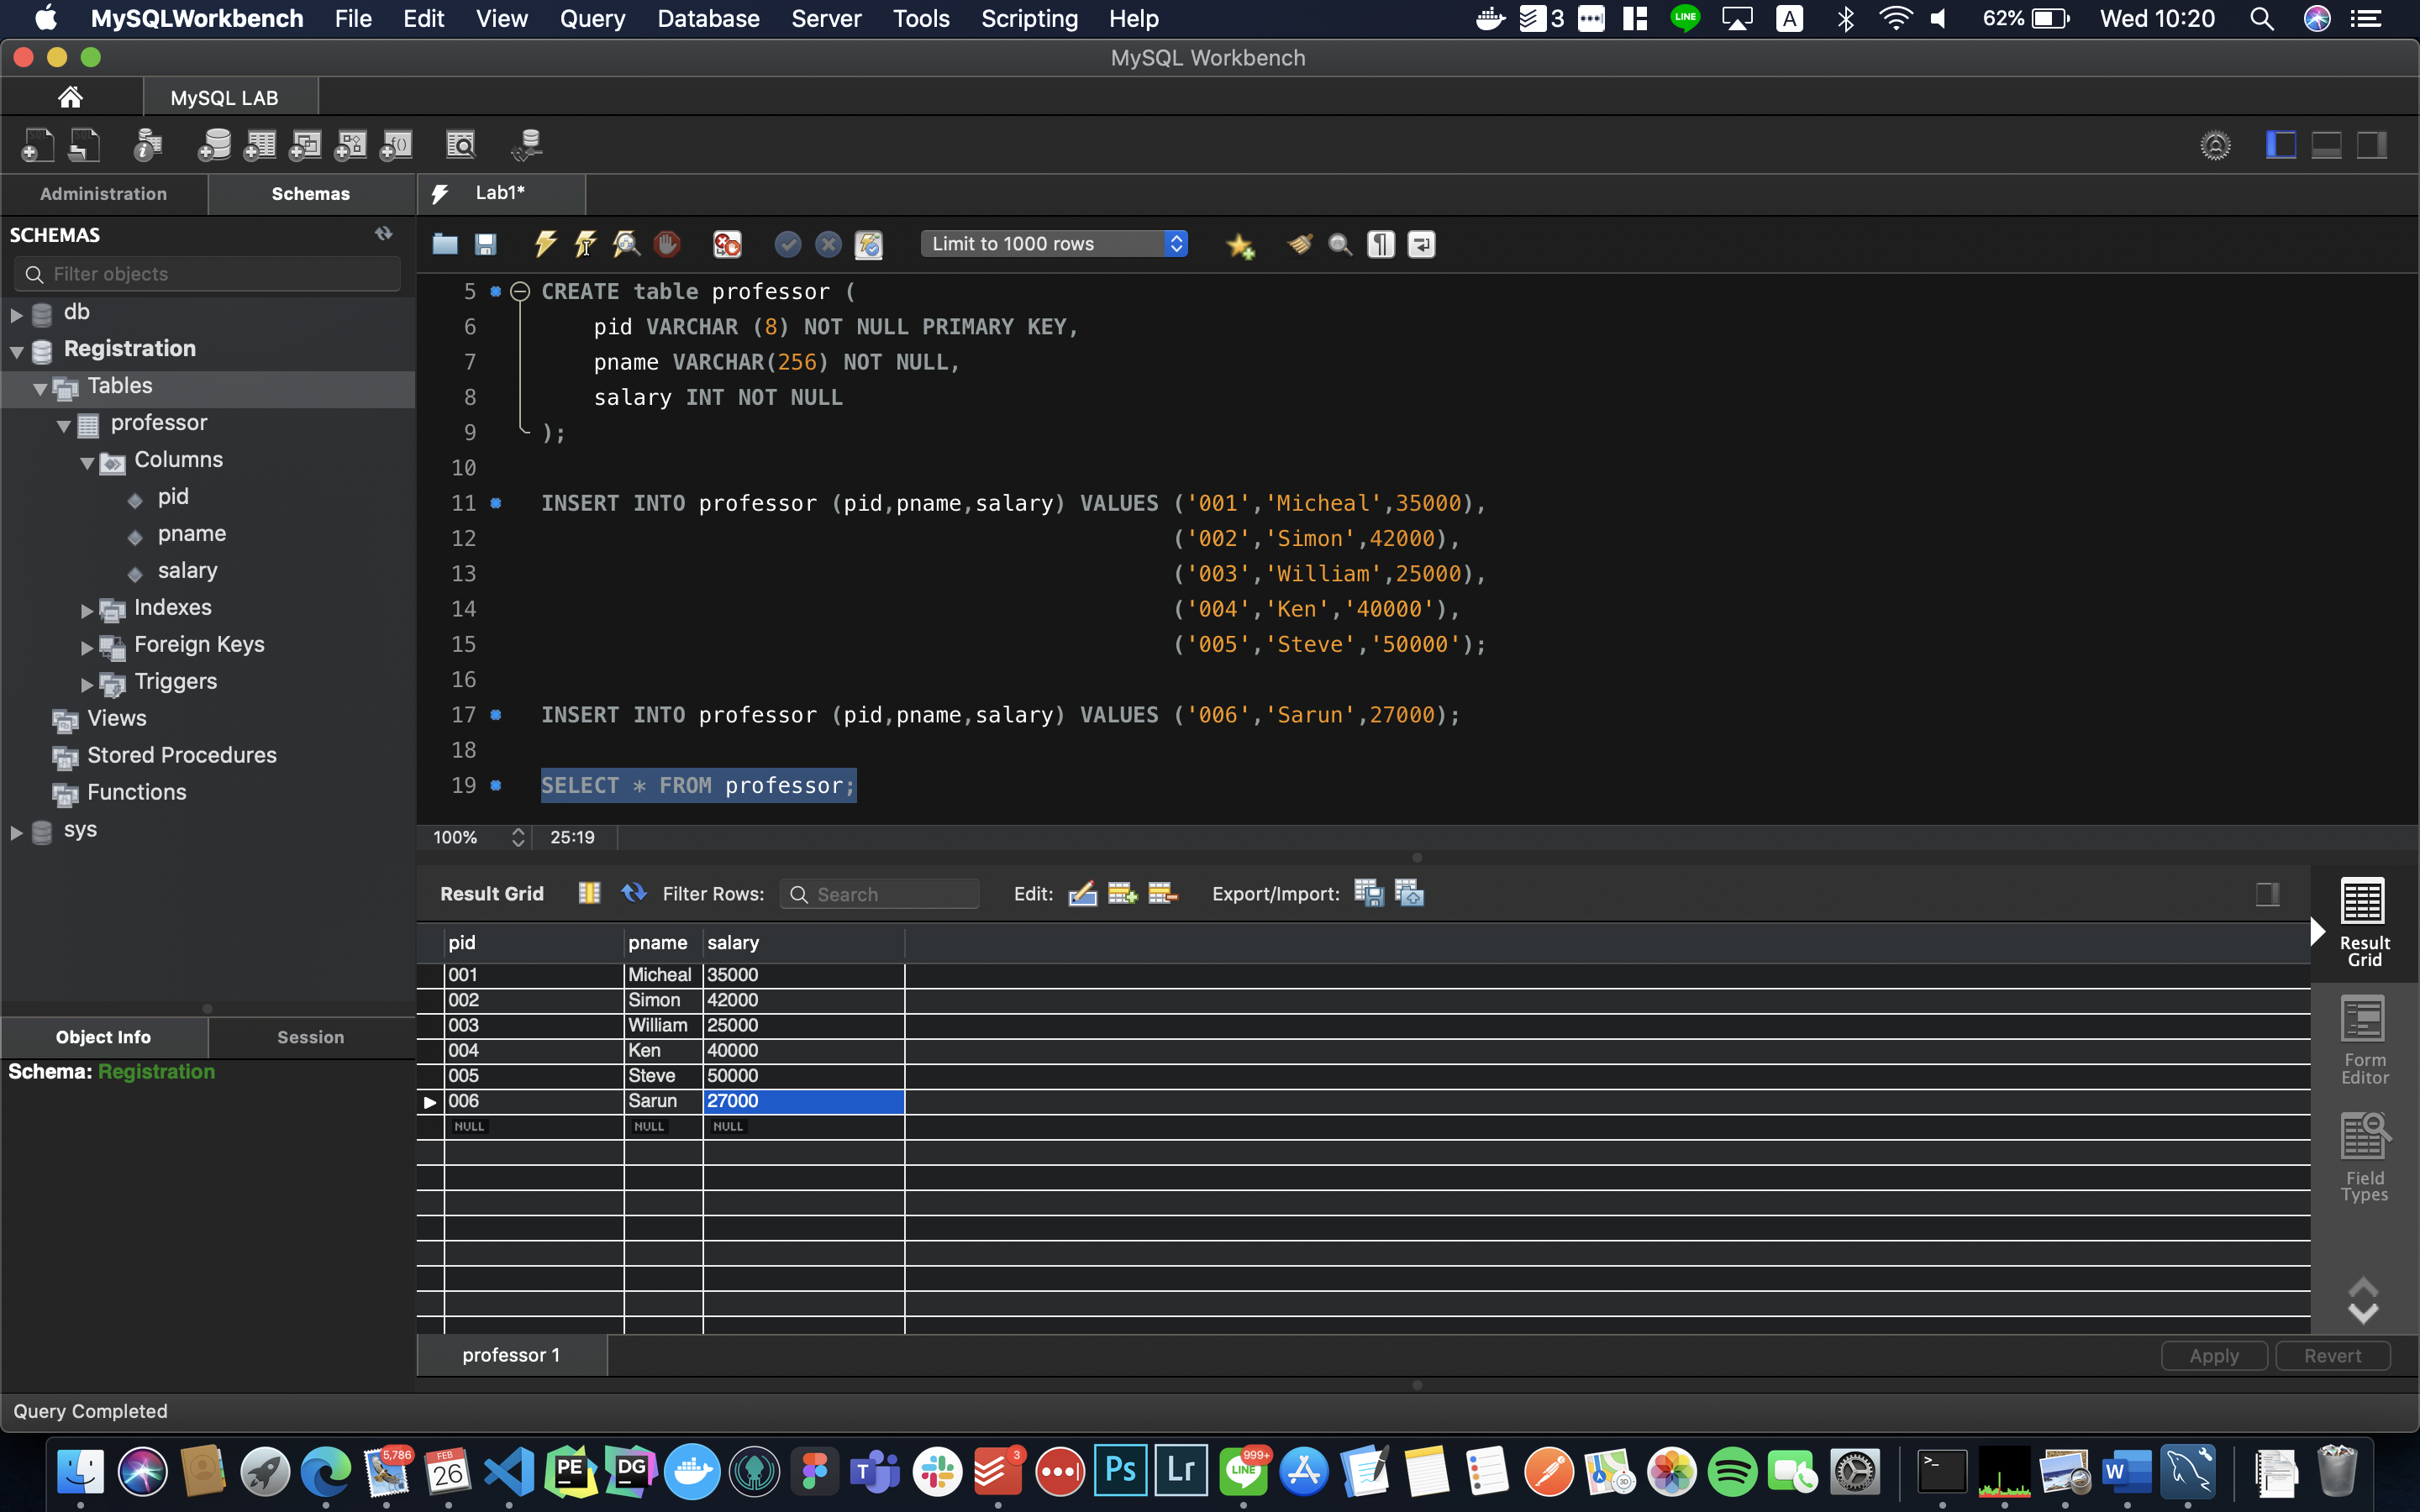 MySQLWorkbench File Edit View Query Database Server Tools Scripting Help 3 LINE A 62% Wed 10:20
MySQL Workbench
MySQL LAB
Administration Schemas Lab1*
SCHEMAS
Filter objects
Limit to 1000 rows
db
Registration
Tables
professor
Columns
pid
pname
salary
Indexes
Foreign Keys
Triggers
Views
Stored Procedures
Functions
sys
5 CREATE table professor (
6 pid VARCHAR (8) NOT NULL PRIMARY KEY,
7 pname VARCHAR(256) NOT NULL,
8 salary INT NOT NULL
9 );
10
11 INSERT INTO professor (pid,pname,salary) VALUES ('001','Micheal',35000),
12 ('002','Simon',42000),
13 ('003','William',25000),
14 ('004','Ken','40000'),
15 ('005','Steve','50000');
16
17 INSERT INTO professor (pid,pname,salary) VALUES ('006','Sarun',27000);
18
19 SELECT * FROM professor;
100% 25:19
Result Grid Filter Rows: Search Edit: Export/Import:
pid pname salary
001 Micheal 35000
002 Simon 42000
003 William 25000
004 Ken 40000
005 Steve 50000
006 Sarun 27000
NULL NULL NULL
Result
Grid
Form
Editor
Field
Types
Object Info Session
Schema: Registration
professor 1 Apply Revert
Query Completed
5,786 FEB 26 PE DG T 3 Ps Lr LINE 999+ 3D >_ W